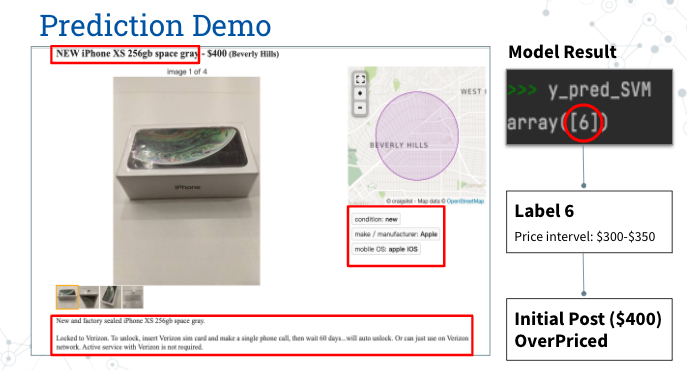 Prediction Demo
NEW iPhone XS 256gb space gray - $400 (Beverly Hills)
image 1 of 4
iPhone
WEST
BEVERLY HILLS
© craigslist - Map data © OpenStreetMap
condition: new
make / manufacturer: Apple
mobile OS: apple iOS
New and factory sealed iPhone XS 256gb space gray.
Locked to Verizon. To unlock, insert Verizon sim card and make a single phone call, then wait 60 days...will auto unlock. Or can just use on Verizon
network. Active service with Verizon is not required.
Model Result
>>> y_pred_SVM
array([6])
Label 6
Price intervel: $300-$350
Initial Post ($400)
OverPriced